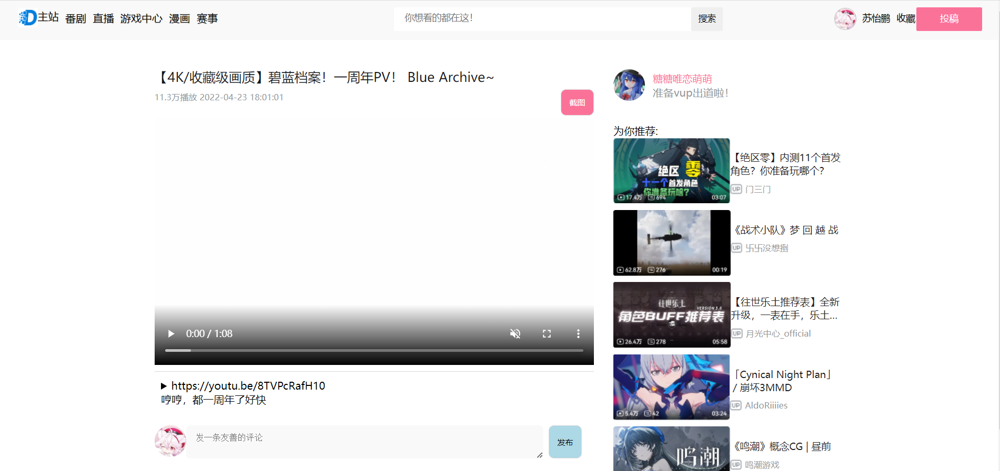 主站 番剧 直播 游戏中心 漫画 赛事
你想看的都在这!
搜索
苏怡鹏 收藏
投稿
【4K/收藏级画质】碧蓝档案！一周年PV！ Blue Archive~
11.3万播放 2022-04-23 18:01:01
截图
0:00 / 1:08
▶ https://youtu.be/8TVPcRafH10
哼哼，都一周年了好快
发一条友善的评论
发布
糖糖唯恋萌萌
准备vup出道啦！
为你推荐:
绝区零
十一个首发角色
你准备玩啥?
17.4万 694 03:07
【绝区零】内测11个首发
角色？你准备玩哪个？
UP 门三门
62.8万 276 00:19
《战术小队》梦 回 越 战
UP 卐卐没想捌
往世乐土
VERSION 5.6
角色BUFF推荐表
26.4万 278 05:58
【往世乐土推荐表】全新
升级，一表在手，乐土...
UP 月光中心_official
5.4万 42 03:24
「Cynical Night Plan」
/ 崩坏3MMD
UP AldoRiiiies
鸣潮
《鸣潮》概念CG | 昼前
UP 鸣潮游戏